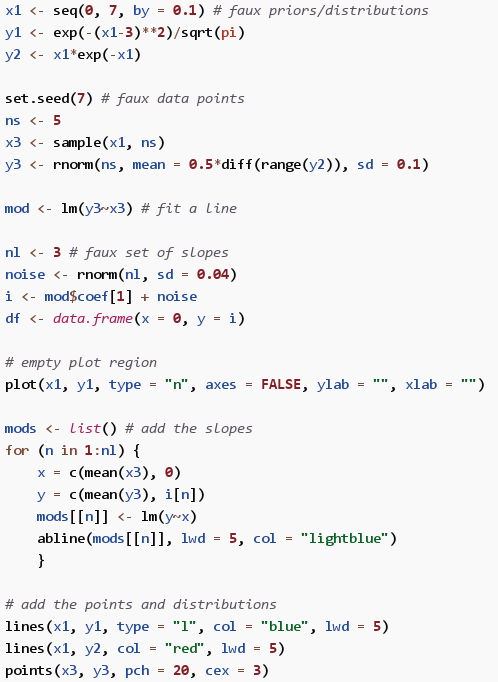 x1 <- seq(0, 7, by = 0.1) # faux priors/distributions
y1 <- exp(-(x1-3)**2)/sqrt(pi)
y2 <- x1*exp(-x1)

set.seed(7) # faux data points
ns <- 5
x3 <- sample(x1, ns)
y3 <- rnorm(ns, mean = 0.5*diff(range(y2)), sd = 0.1)

mod <- lm(y3~x3) # fit a line

nl <- 3 # faux set of slopes
noise <- rnorm(nl, sd = 0.04)
i <- mod$coef[1] + noise
df <- data.frame(x = 0, y = i)

# empty plot region
plot(x1, y1, type = "n", axes = FALSE, ylab = "", xlab = "")

mods <- list() # add the slopes
for (n in 1:nl) {
    x = c(mean(x3), 0)
    y = c(mean(y3), i[n])
    mods[[n]] <- lm(y~x)
    abline(mods[[n]], lwd = 5, col = "lightblue")
    }

# add the points and distributions
lines(x1, y1, type = "l", col = "blue", lwd = 5)
lines(x1, y2, col = "red", lwd = 5)
points(x3, y3, pch = 20, cex = 3)